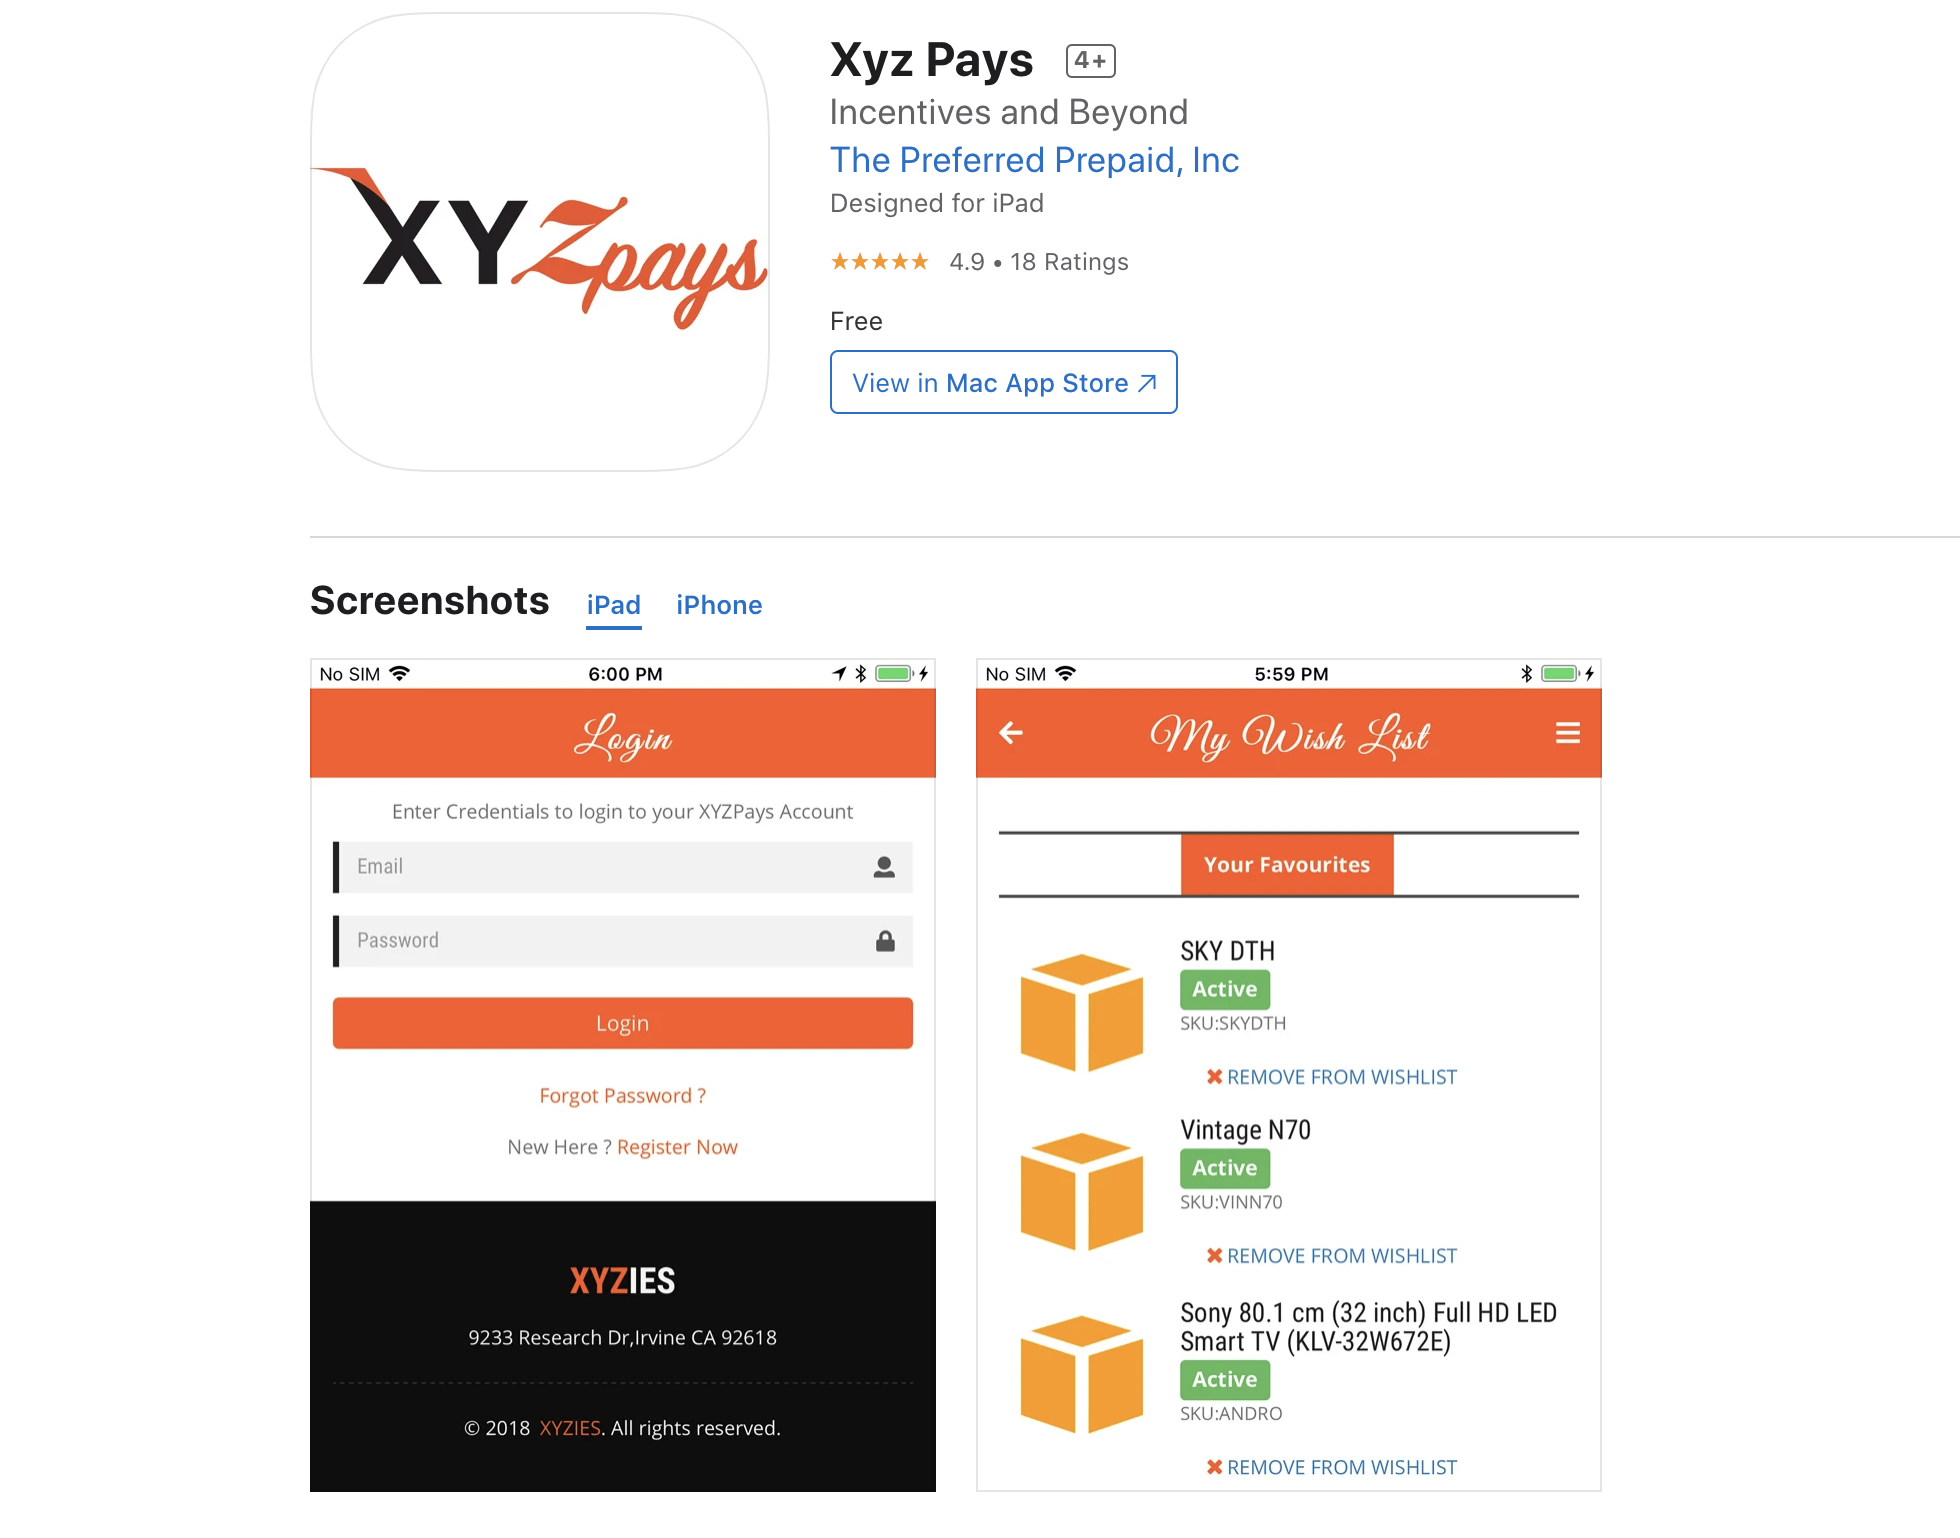 XYZpays
Xyz Pays 4+
Incentives and Beyond
The Preferred Prepaid, Inc
Designed for iPad
★★★★★ 4.9 • 18 Ratings
Free
View in Mac App Store ↗
Screenshots iPad iPhone
No SIM 6:00 PM
Login
Enter Credentials to login to your XYZPays Account
Email
Password
Login
Forgot Password ?
New Here ? Register Now
XYZIES
9233 Research Dr,Irvine CA 92618
© 2018 XYZIES. All rights reserved.
No SIM 5:59 PM
My Wish List
Your Favourites
SKY DTH
Active
SKU:SKYDTH
✖ REMOVE FROM WISHLIST
Vintage N70
Active
SKU:VINN70
✖ REMOVE FROM WISHLIST
Sony 80.1 cm (32 inch) Full HD LED
Smart TV (KLV-32W672E)
Active
SKU:ANDRO
✖ REMOVE FROM WISHLIST